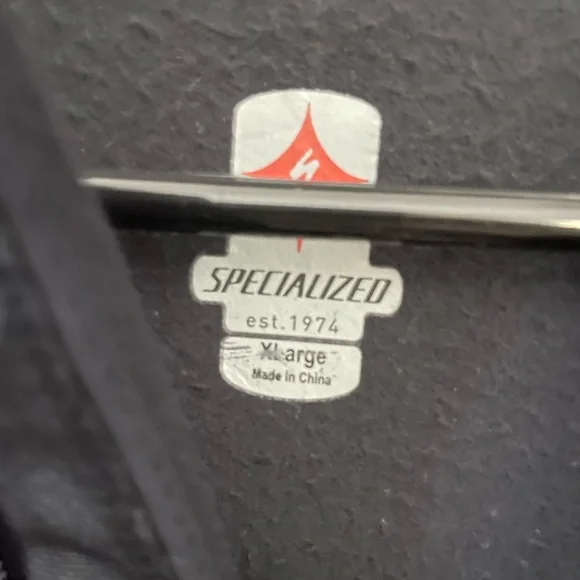 SPECIALIZED
est.1974
XLarge
Made in China